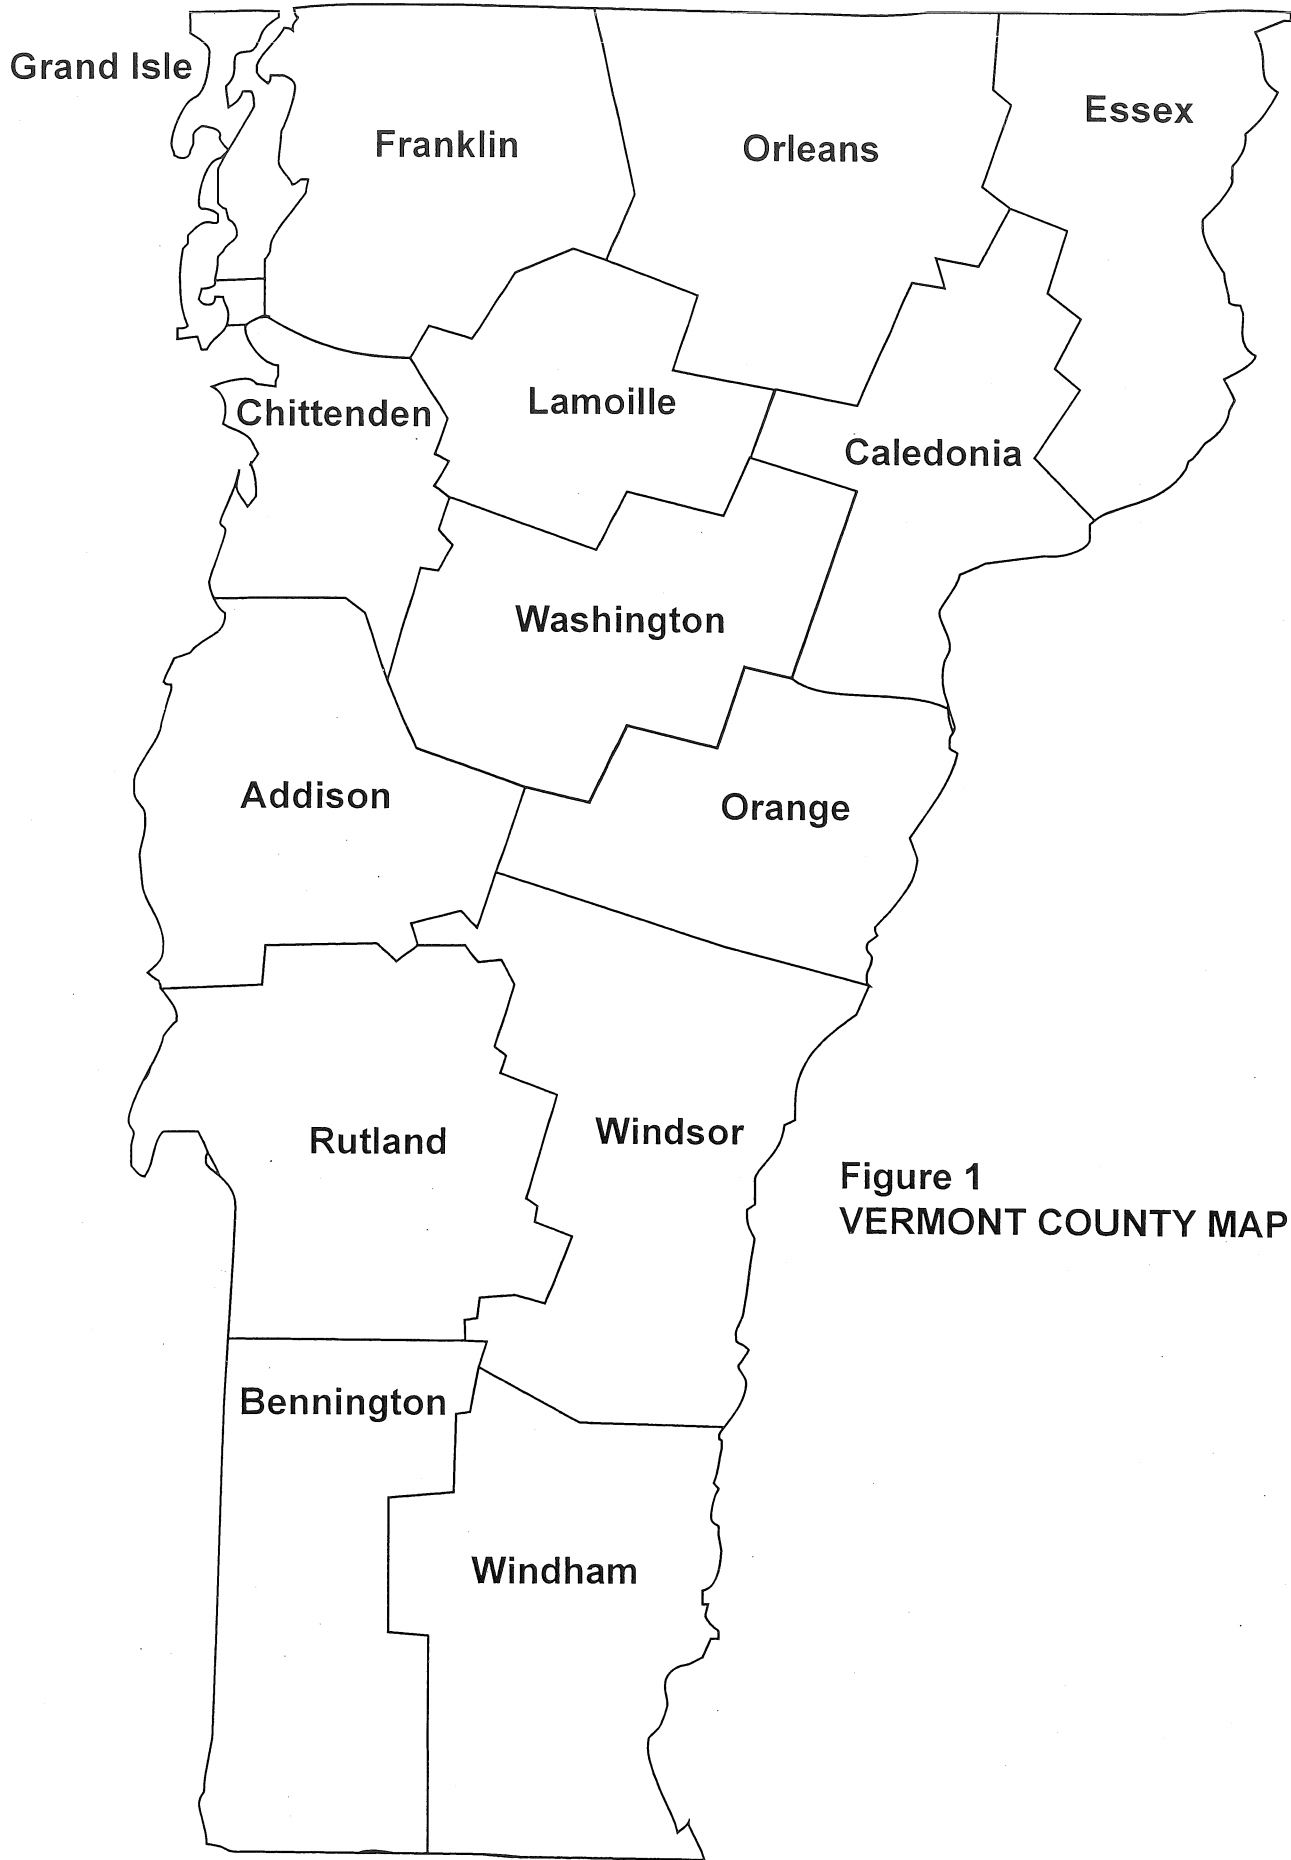 Grand Isle
Franklin
Orleans
Essex
Chittenden
Lamoille
Caledonia
Washington
Addison
Orange
Rutland
Windsor
Figure 1
VERMONT COUNTY MAP
Bennington
Windham